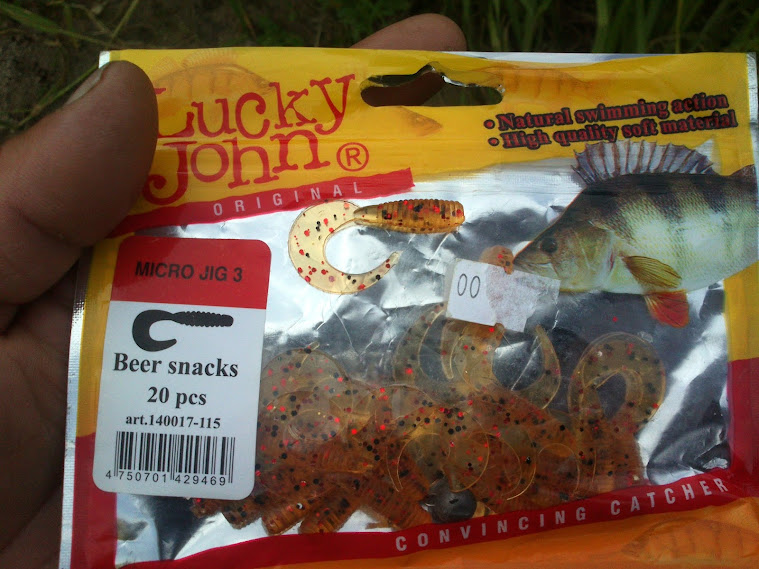 Lucky
John ®
ORIGINAL
• Natural swimming action
• High quality soft material
MICRO JIG 3
00
Beer snacks
20 pcs
art.140017-115
4 750701 429469
CONVINCING CATCHER